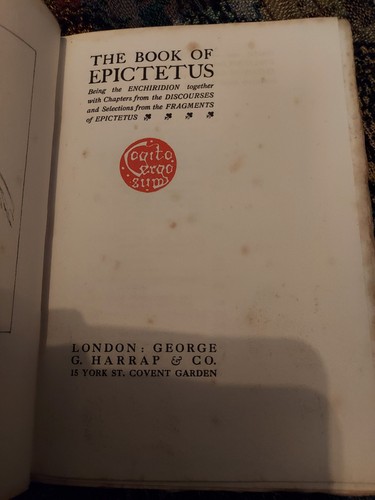 THE BOOK OF
EPICTETUS
Being the ENCHIRIDION together
with Chapters from the DISCOURSES
and Selections from the FRAGMENTS
of EPICTETUS
Cogito
ergo
sum
LONDON: GEORGE
G. HARRAP & CO.
15 YORK ST. COVENT GARDEN